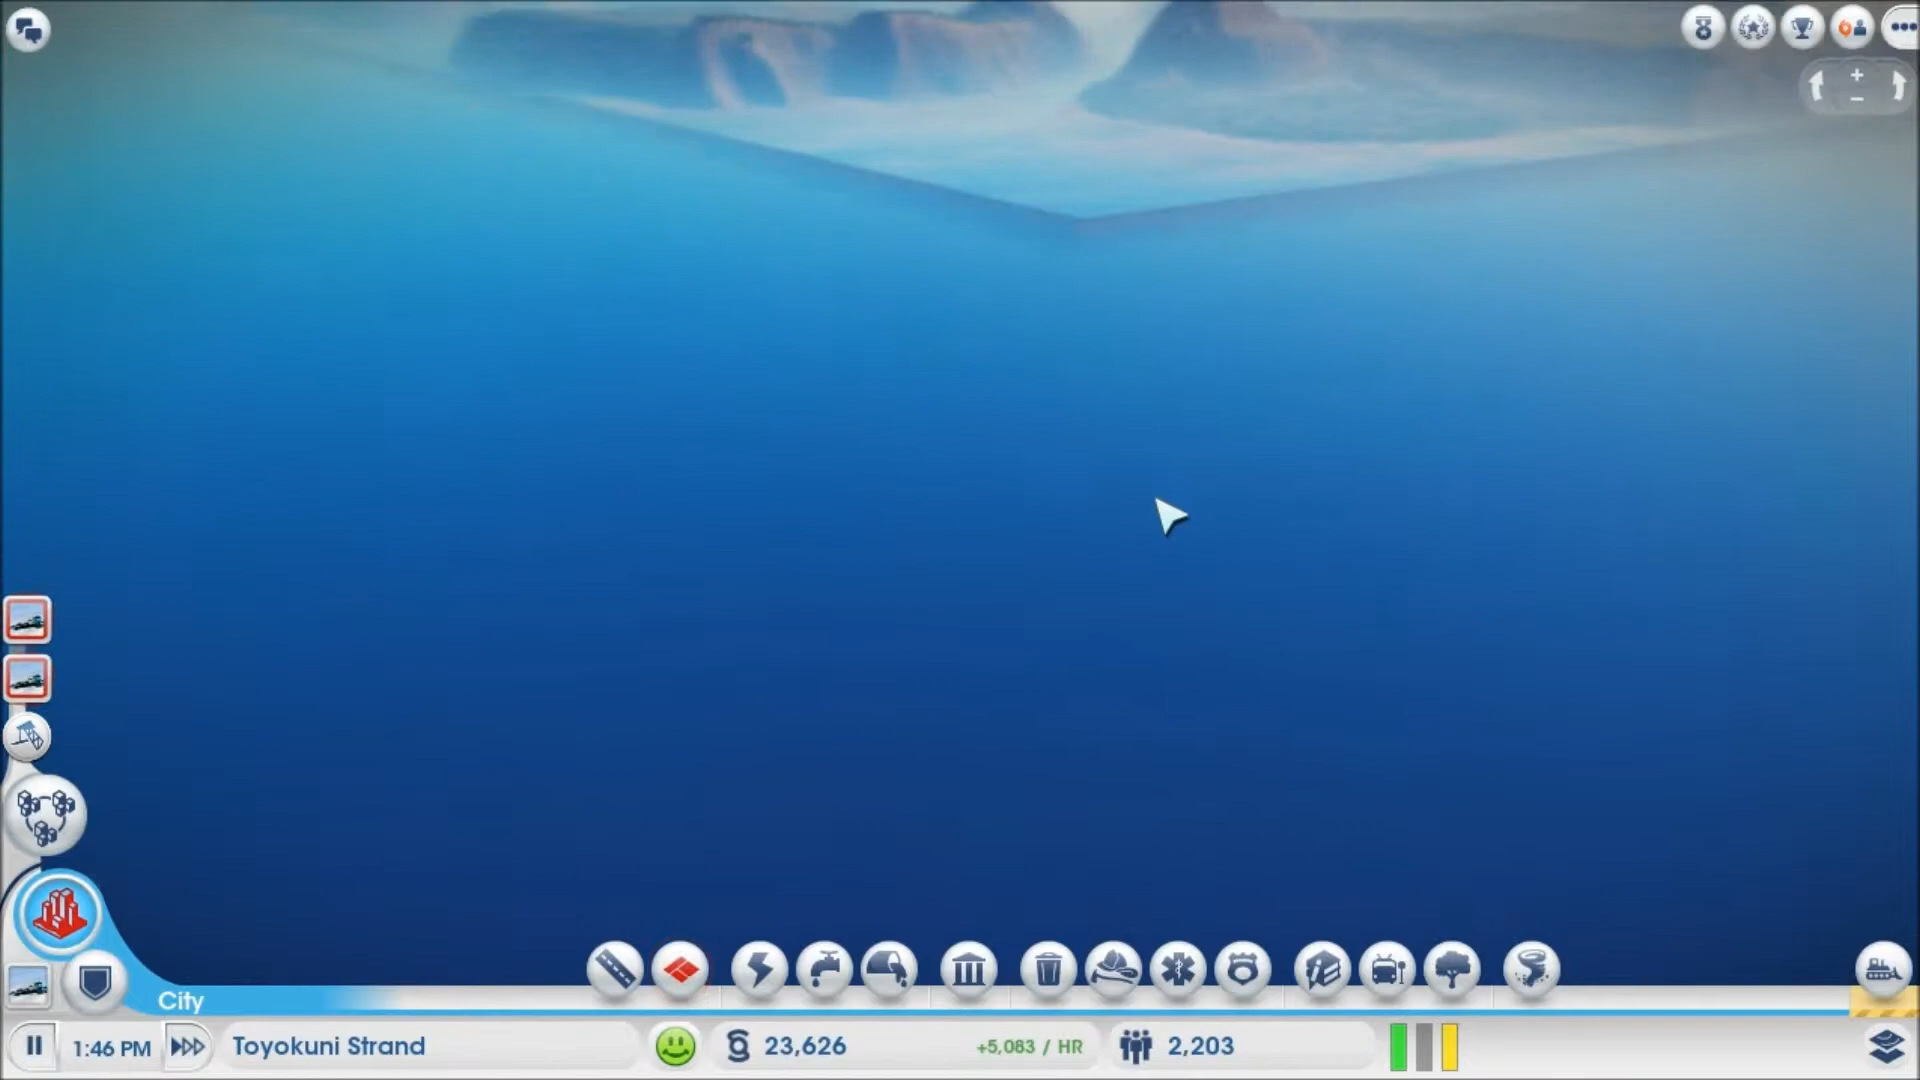 City
1:46 PM
Toyokuni Strand
23,626
+5,083 / HR
2,203